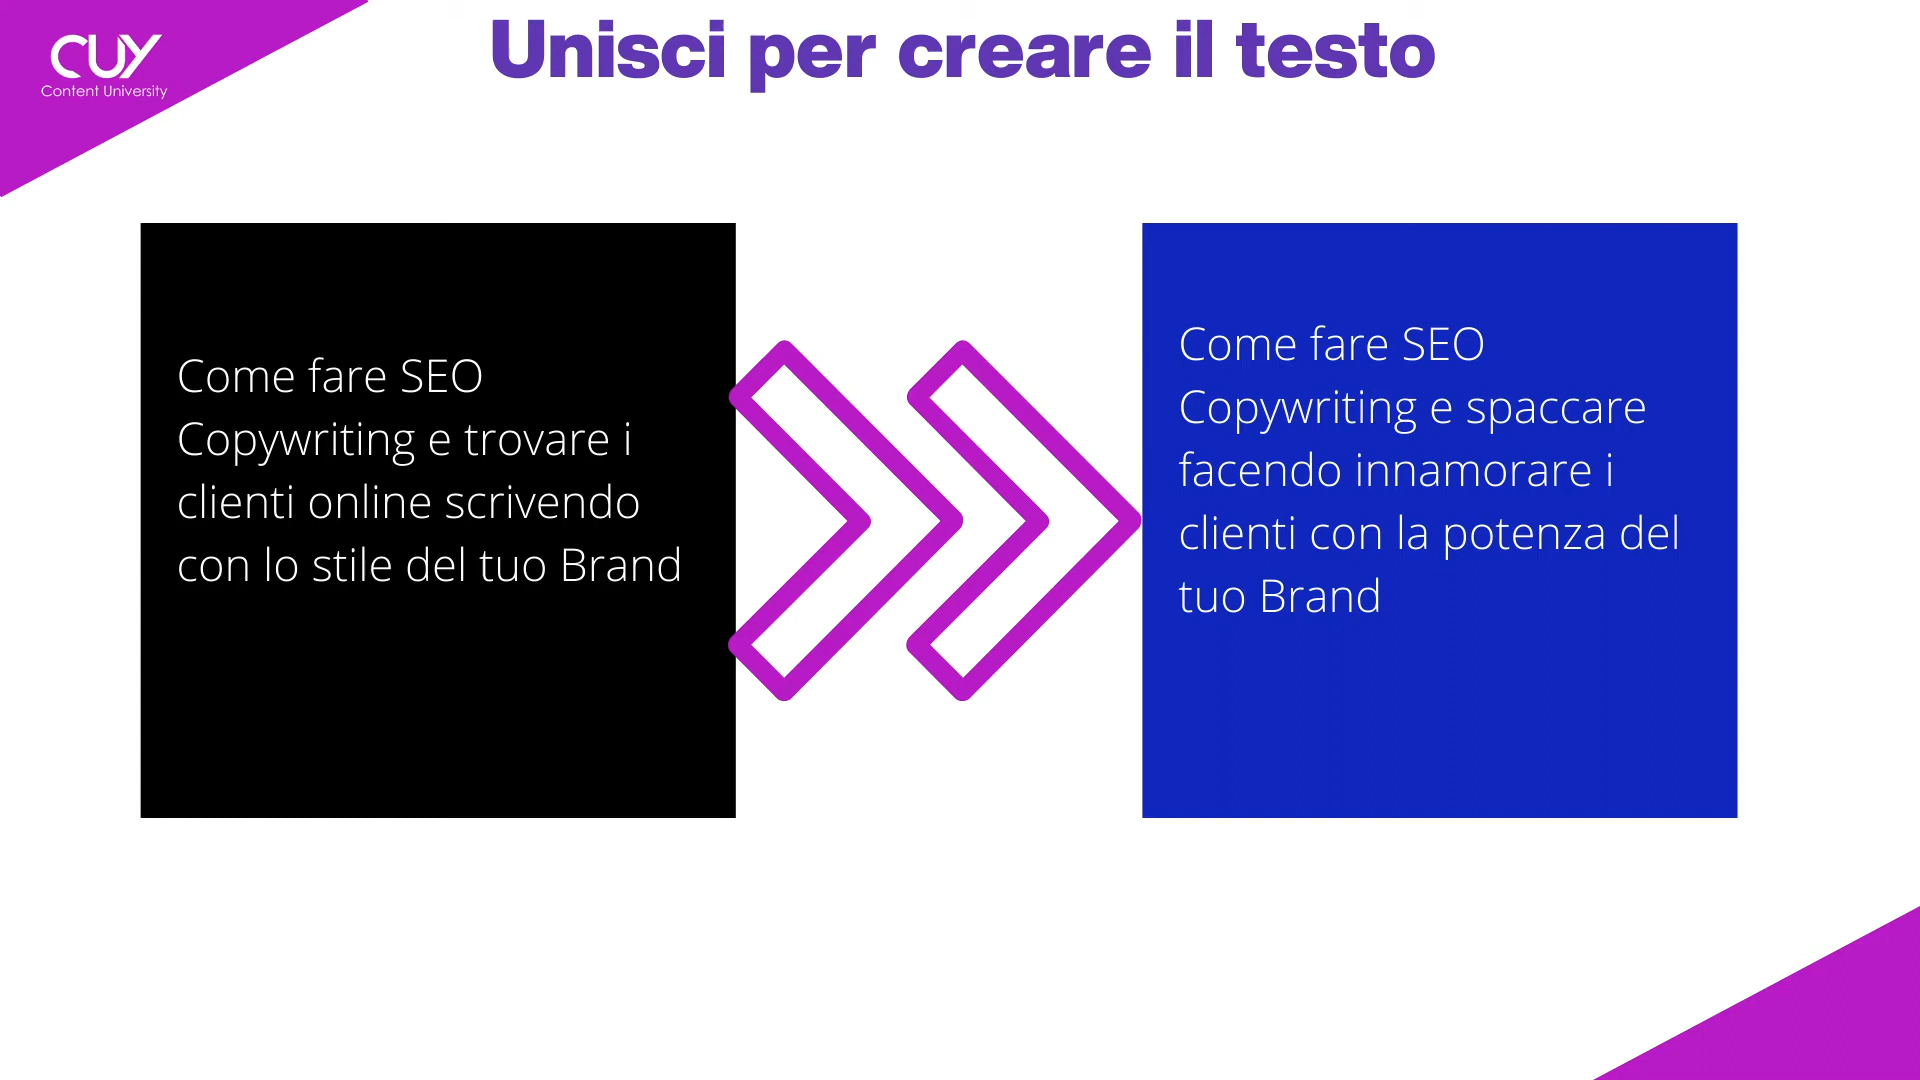 CUY
Content University
Unisci per creare il testo
Come fare SEO
Copywriting e trovare i
clienti online scrivendo
con lo stile del tuo Brand
Come fare SEO
Copywriting e spaccare
facendo innamorare i
clienti con la potenza del
tuo Brand